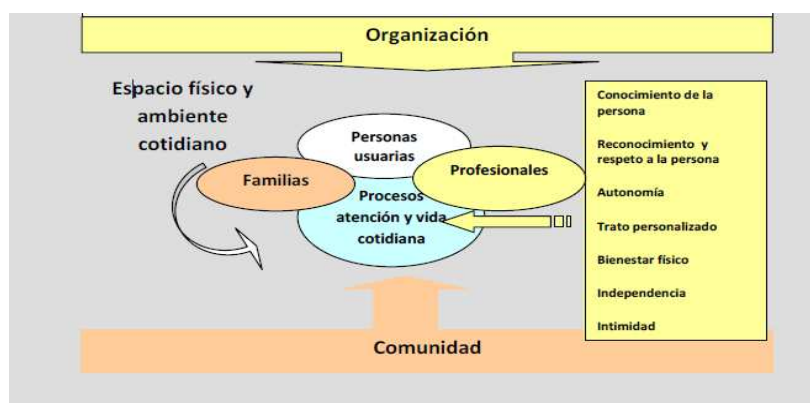 Organización
Espacio físico y
ambiente
cotidiano
Personas
usuarias
Familias
Profesionales
Procesos
atención y vida
cotidiana
Conocimiento de la
persona
Reconocimiento y
respeto a la persona
Autonomía
Trato personalizado
Bienestar físico
Independencia
Intimidad
Comunidad